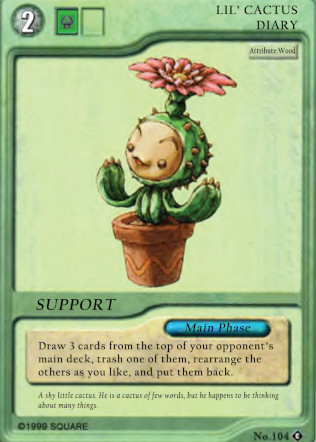 2
LIL' CACTUS
DIARY
Attribute:Wood
SUPPORT
Main Phase
Draw 3 cards from the top of your opponent's
main deck, trash one of them, rearrange the
others as you like, and put them back.
A shy little cactus. He is a cactus of few words, but he happens to be thinking
about many things.
©1999 SQUARE
No.104 C